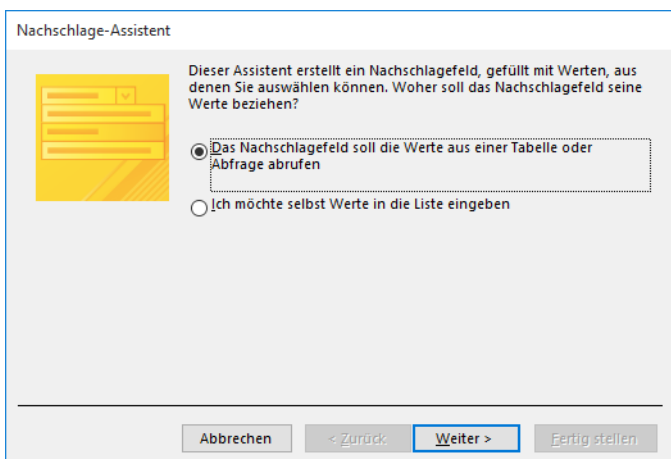 Nachschlage-Assistent
Dieser Assistent erstellt ein Nachschlagefeld, gefüllt mit Werten, aus
denen Sie auswählen können. Woher soll das Nachschlagefeld seine
Werte beziehen?
Das Nachschlagefeld soll die Werte aus einer Tabelle oder
Abfrage abrufen
Ich möchte selbst Werte in die Liste eingeben
Abbrechen < Zurück Weiter > Fertig stellen